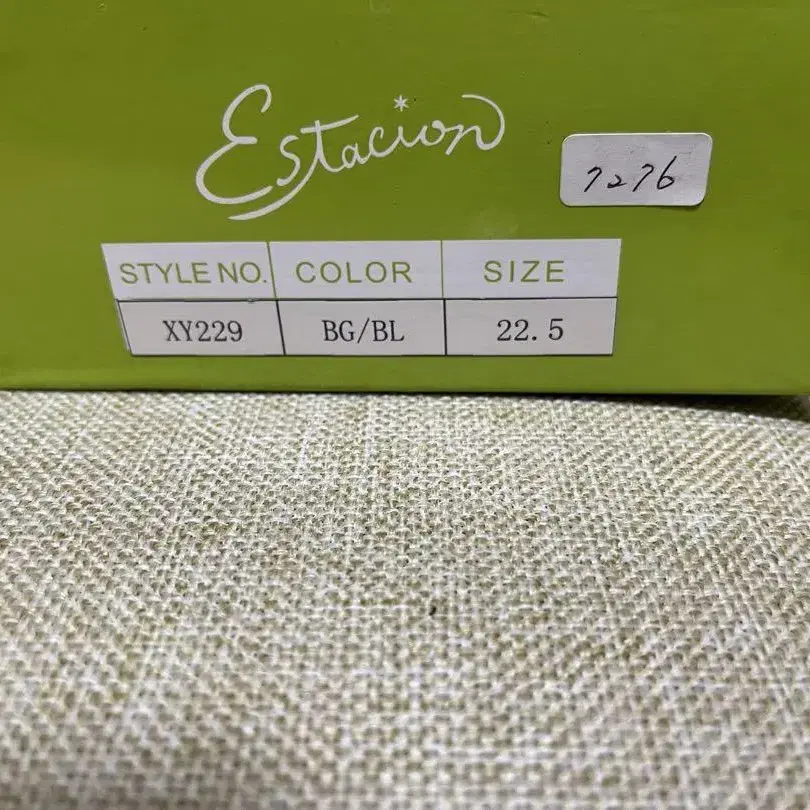 Estacion
7276
STYLE NO. COLOR SIZE
XY229 BG/BL 22.5